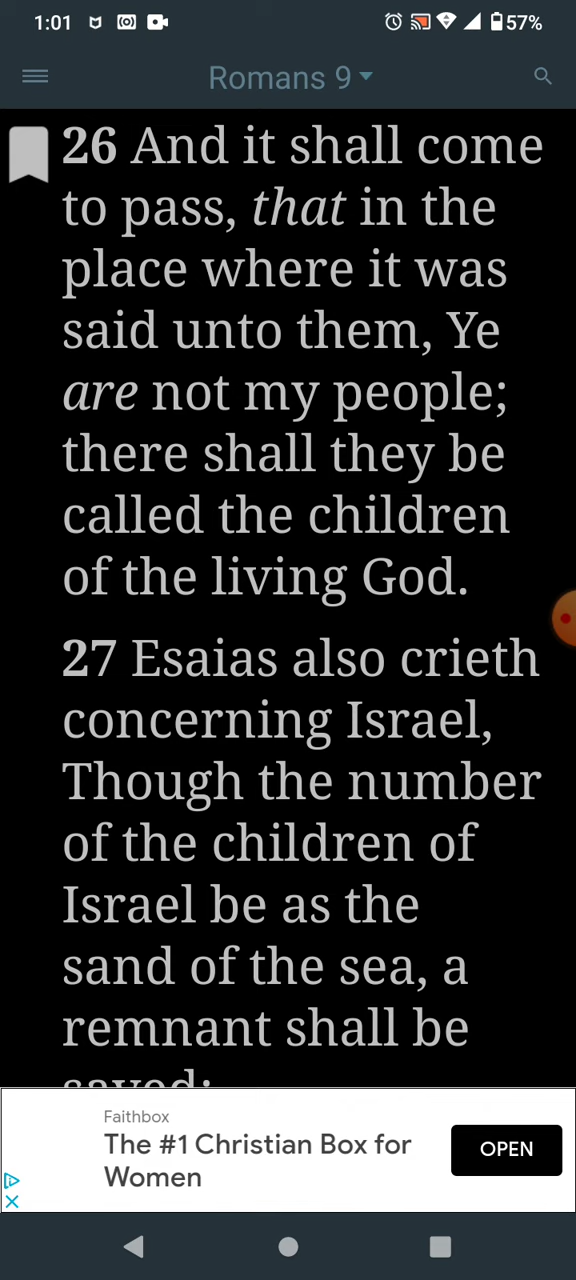 1:01
57%
Romans 9
26 And it shall come
to pass, that in the
place where it was
said unto them, Ye
are not my people;
there shall they be
called the children
of the living God.
27 Esaias also crieth
concerning Israel,
Though the number
of the children of
Israel be as the
sand of the sea, a
remnant shall be
saved:
Faithbox
The #1 Christian Box for
Women
OPEN